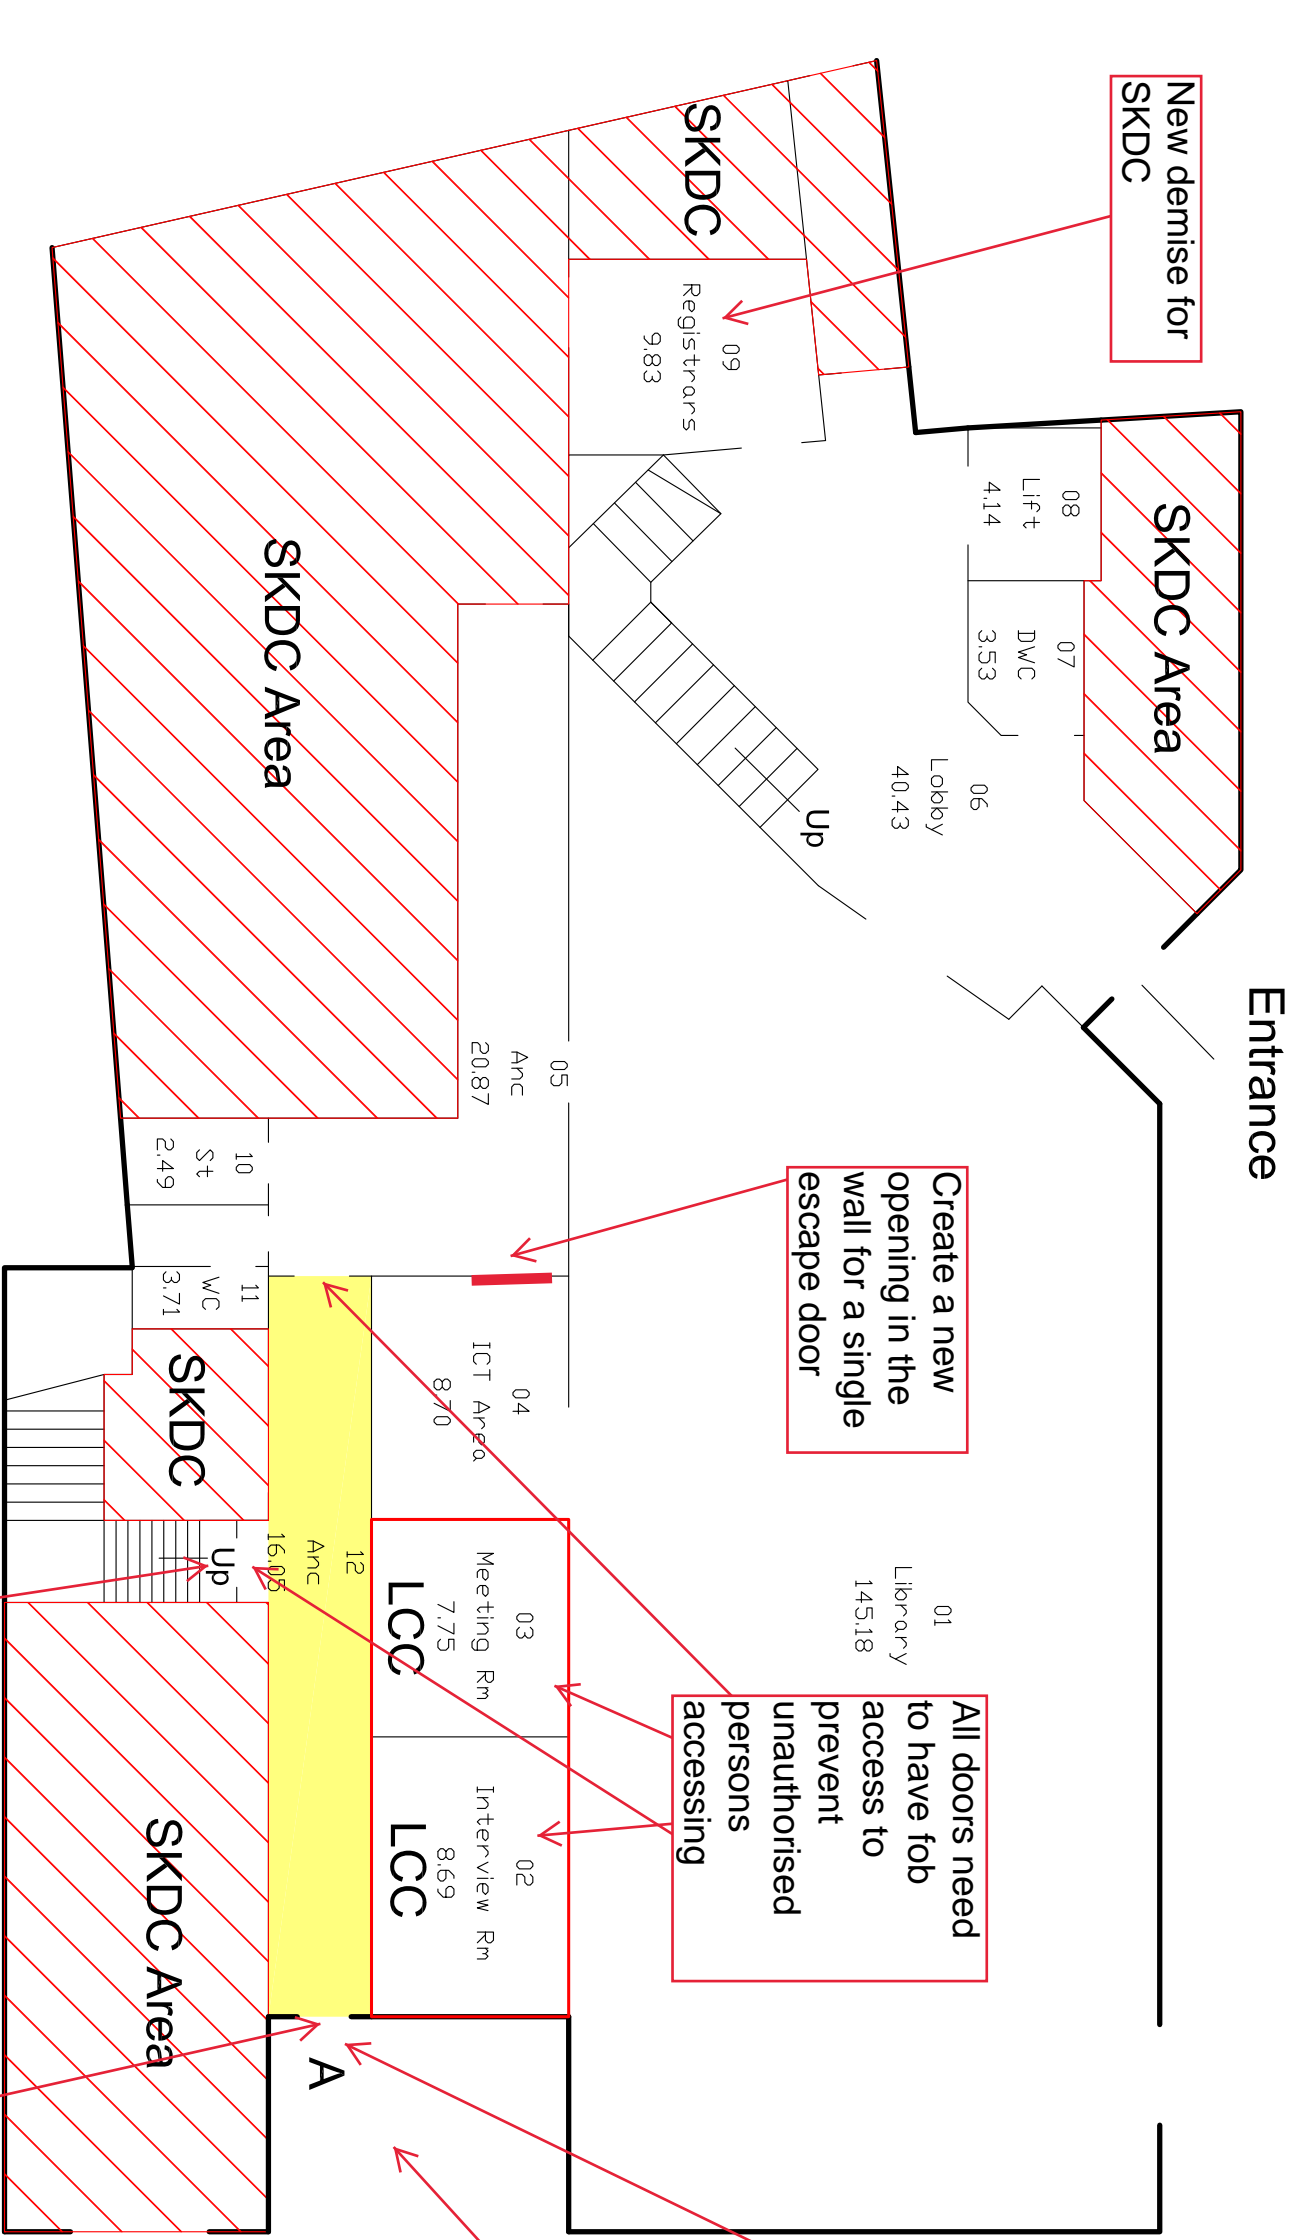 New demise for
SKDC
Entrance
SKDC Area
SKDC
09
Registrars
9.83
08
Lift
4.14
07
DWC
3.53
06
Lobby
40.43
Up
SKDC Area
05
Anc
20.87
Create a new
opening in the
wall for a single
escape door
10
St
2.49
11
WC
3.71
SKDC
04
ICT Area
8.70
01
Library
145.18
All doors need
to have fob
access to
prevent
unauthorised
persons
accessing
03
Meeting Rm
7.75
LCC
02
Interview Rm
8.69
LCC
12
Anc
16.05
Up
SKDC Area
A